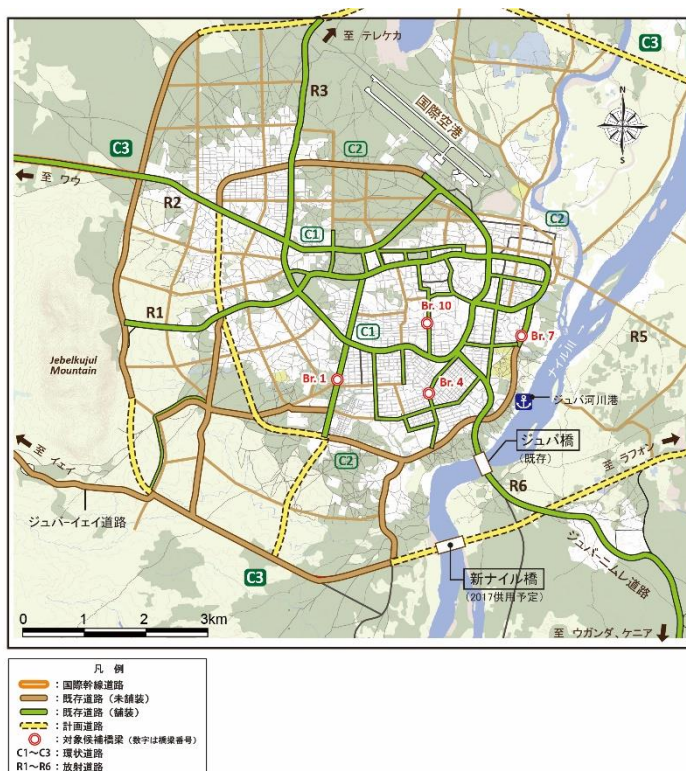 C3
至 テレケカ
N
S
R3
国際空港
C2
C3
至 ワウ
R2
C1
C2
Br. 10
R1
C1
Br. 7
R5
ナイル川
Jebelkujui
Mountain
Br. 1
Br. 4
ジュバ河川港
ジュバ橋
(既存)
C2
至 ラフォン
至 イェイ
R6
ジュバ-イェイ道路
ジュバ-ニムレ道路
C3
新ナイル橋
(2017供用予定)
0 1 2 3km
至 ウガンダ、ケニア
凡 例
:国際幹線道路
:既存道路(未舗装)
:既存道路(舗装)
:計画道路
:対象候補橋梁 (数字は橋梁番号)
C1~C3:環状道路
R1~R6:放射道路